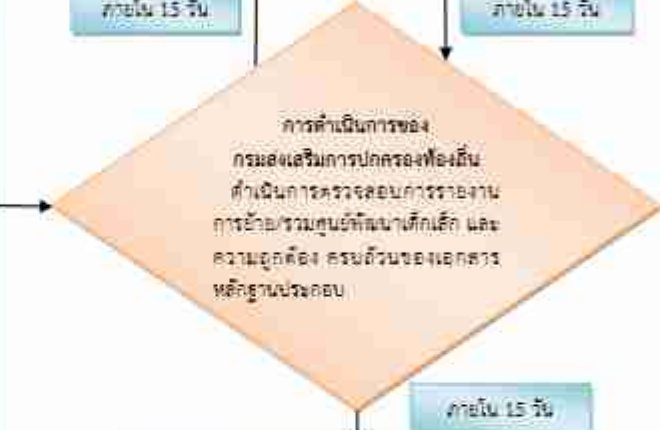 ภายใน 15 วัน
ภายใน 15 วัน
การดำเนินการของ
กรมส่งเสริมการปกครองท้องถิ่น
ดำเนินการตรวจสอบการรายงาน
การย้าย/รวมศูนย์พัฒนาเด็กเล็ก และ
ความถูกต้อง ครบถ้วนของเอกสาร
หลักฐานประกอบ
ภายใน 15 วัน